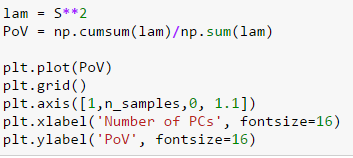 lam = S**2
PoV = np.cumsum(lam)/np.sum(lam)
plt.plot(PoV)
plt.grid()
plt.axis([1,n_samples,0, 1.1])
plt.xlabel('Number of PCs', fontsize=16)
plt.ylabel('PoV', fontsize=16)